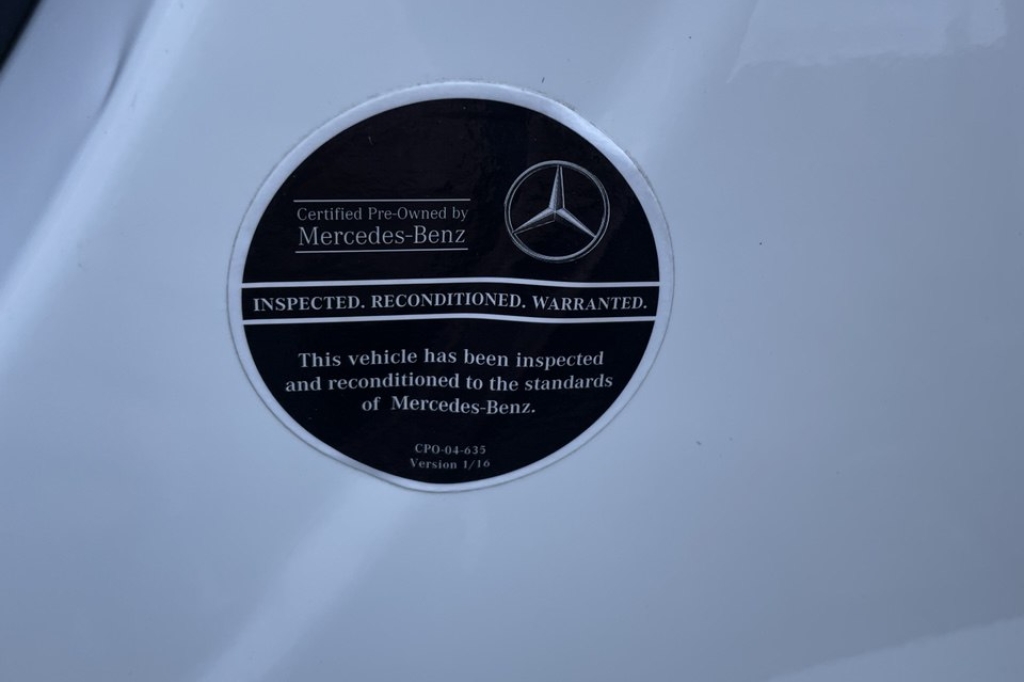 Certified Pre-Owned by
Mercedes-Benz
INSPECTED. RECONDITIONED. WARRANTED.
This vehicle has been inspected
and reconditioned to the standards
of Mercedes-Benz.
CPO-04-635
Version 1/16